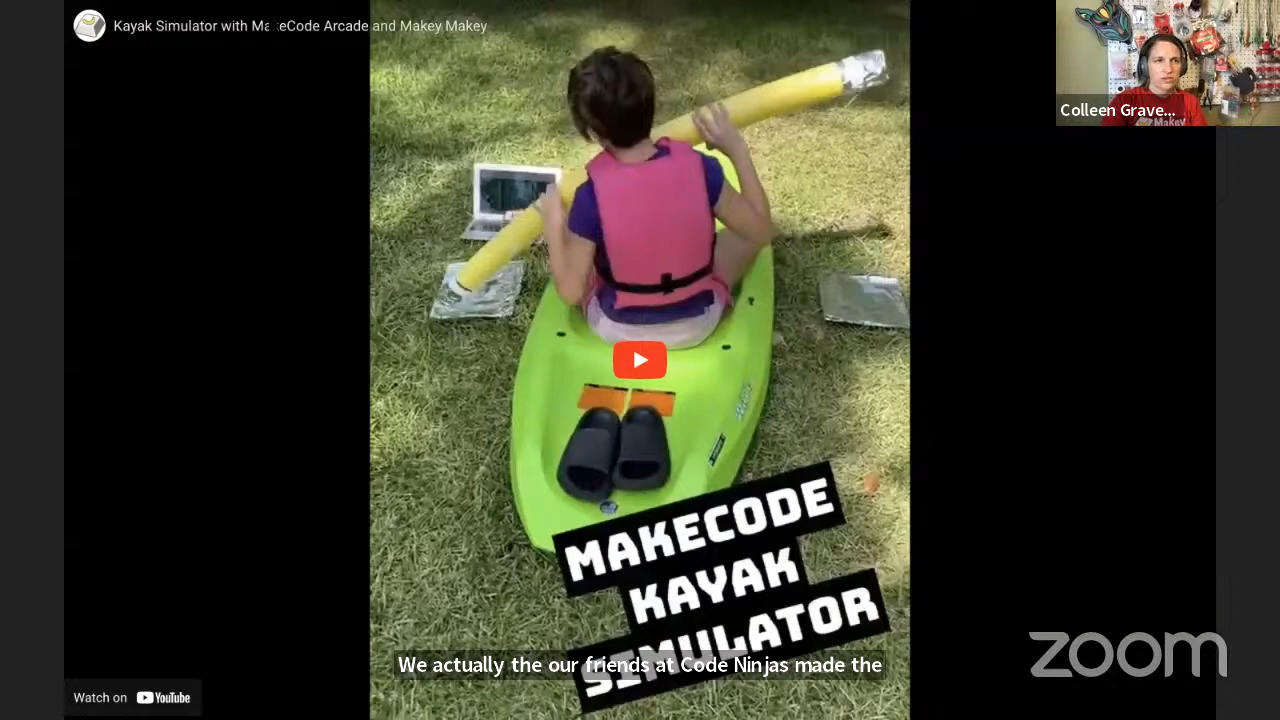 Kayak Simulator with MakeCode Arcade and Makey Makey
Colleen Grave...
MaKey
MAKECODE
KAYAK
SIMULATOR
We actually the our friends at Code Ninjas made the
zoom
Watch on YouTube